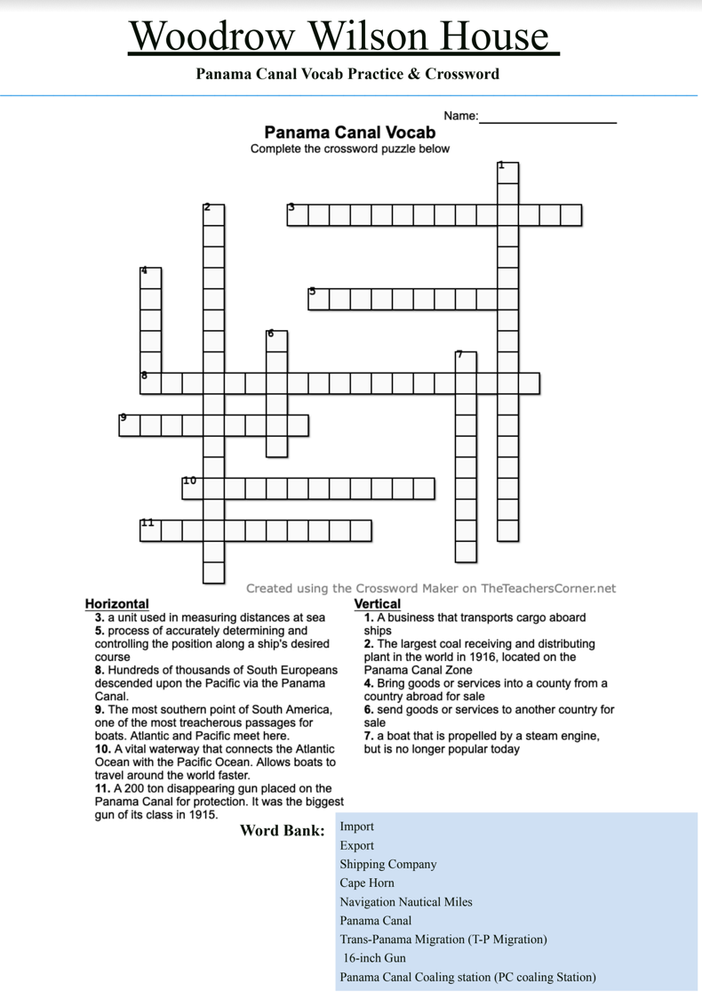 Woodrow Wilson House
Panama Canal Vocab Practice & Crossword
Name:
Panama Canal Vocab
Complete the crossword puzzle below
1
2
3
4
5
6
7
8
9
10
11
Created using the Crossword Maker on TheTeachersCorner.net
Horizontal
3. a unit used in measuring distances at sea
5. process of accurately determining and
controlling the position along a ship's desired
course
8. Hundreds of thousands of South Europeans
descended upon the Pacific via the Panama
Canal.
9. The most southern point of South America,
one of the most treacherous passages for
boats. Atlantic and Pacific meet here.
10. A vital waterway that connects the Atlantic
Ocean with the Pacific Ocean. Allows boats to
travel around the world faster.
11. A 200 ton disappearing gun placed on the
Panama Canal for protection. It was the biggest
gun of its class in 1915.
Vertical
1. A business that transports cargo aboard
ships
2. The largest coal receiving and distributing
plant in the world in 1916, located on the
Panama Canal Zone
4. Bring goods or services into a county from a
country abroad for sale
6. send goods or services to another country for
sale
7. a boat that is propelled by a steam engine,
but is no longer popular today
Word Bank:
Import
Export
Shipping Company
Cape Horn
Navigation Nautical Miles
Panama Canal
Trans-Panama Migration (T-P Migration)
16-inch Gun
Panama Canal Coaling station (PC coaling Station)